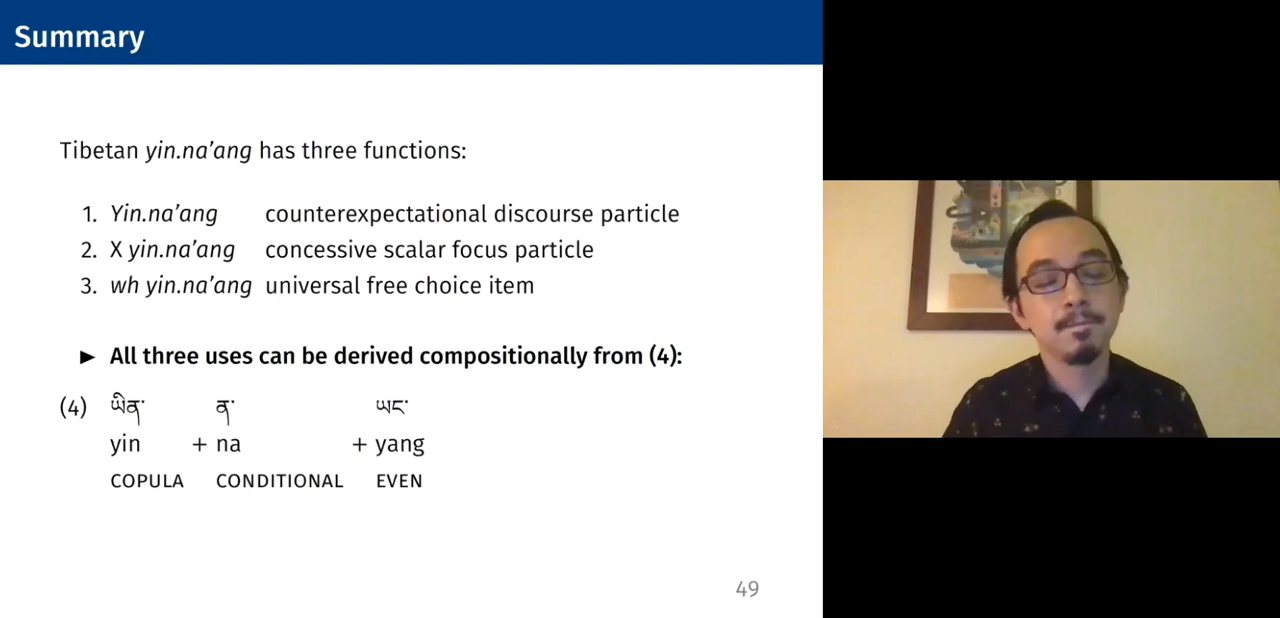 Summary
Tibetan yin.na’ang has three functions:
1. Yin.na’ang counterexpectational discourse particle
2. X yin.na’ang concessive scalar focus particle
3. wh yin.na’ang universal free choice item
► All three uses can be derived compositionally from (4):
(4) ཡིན་ ན་ ཡང་
yin + na + yang
COPULA CONDITIONAL EVEN
49